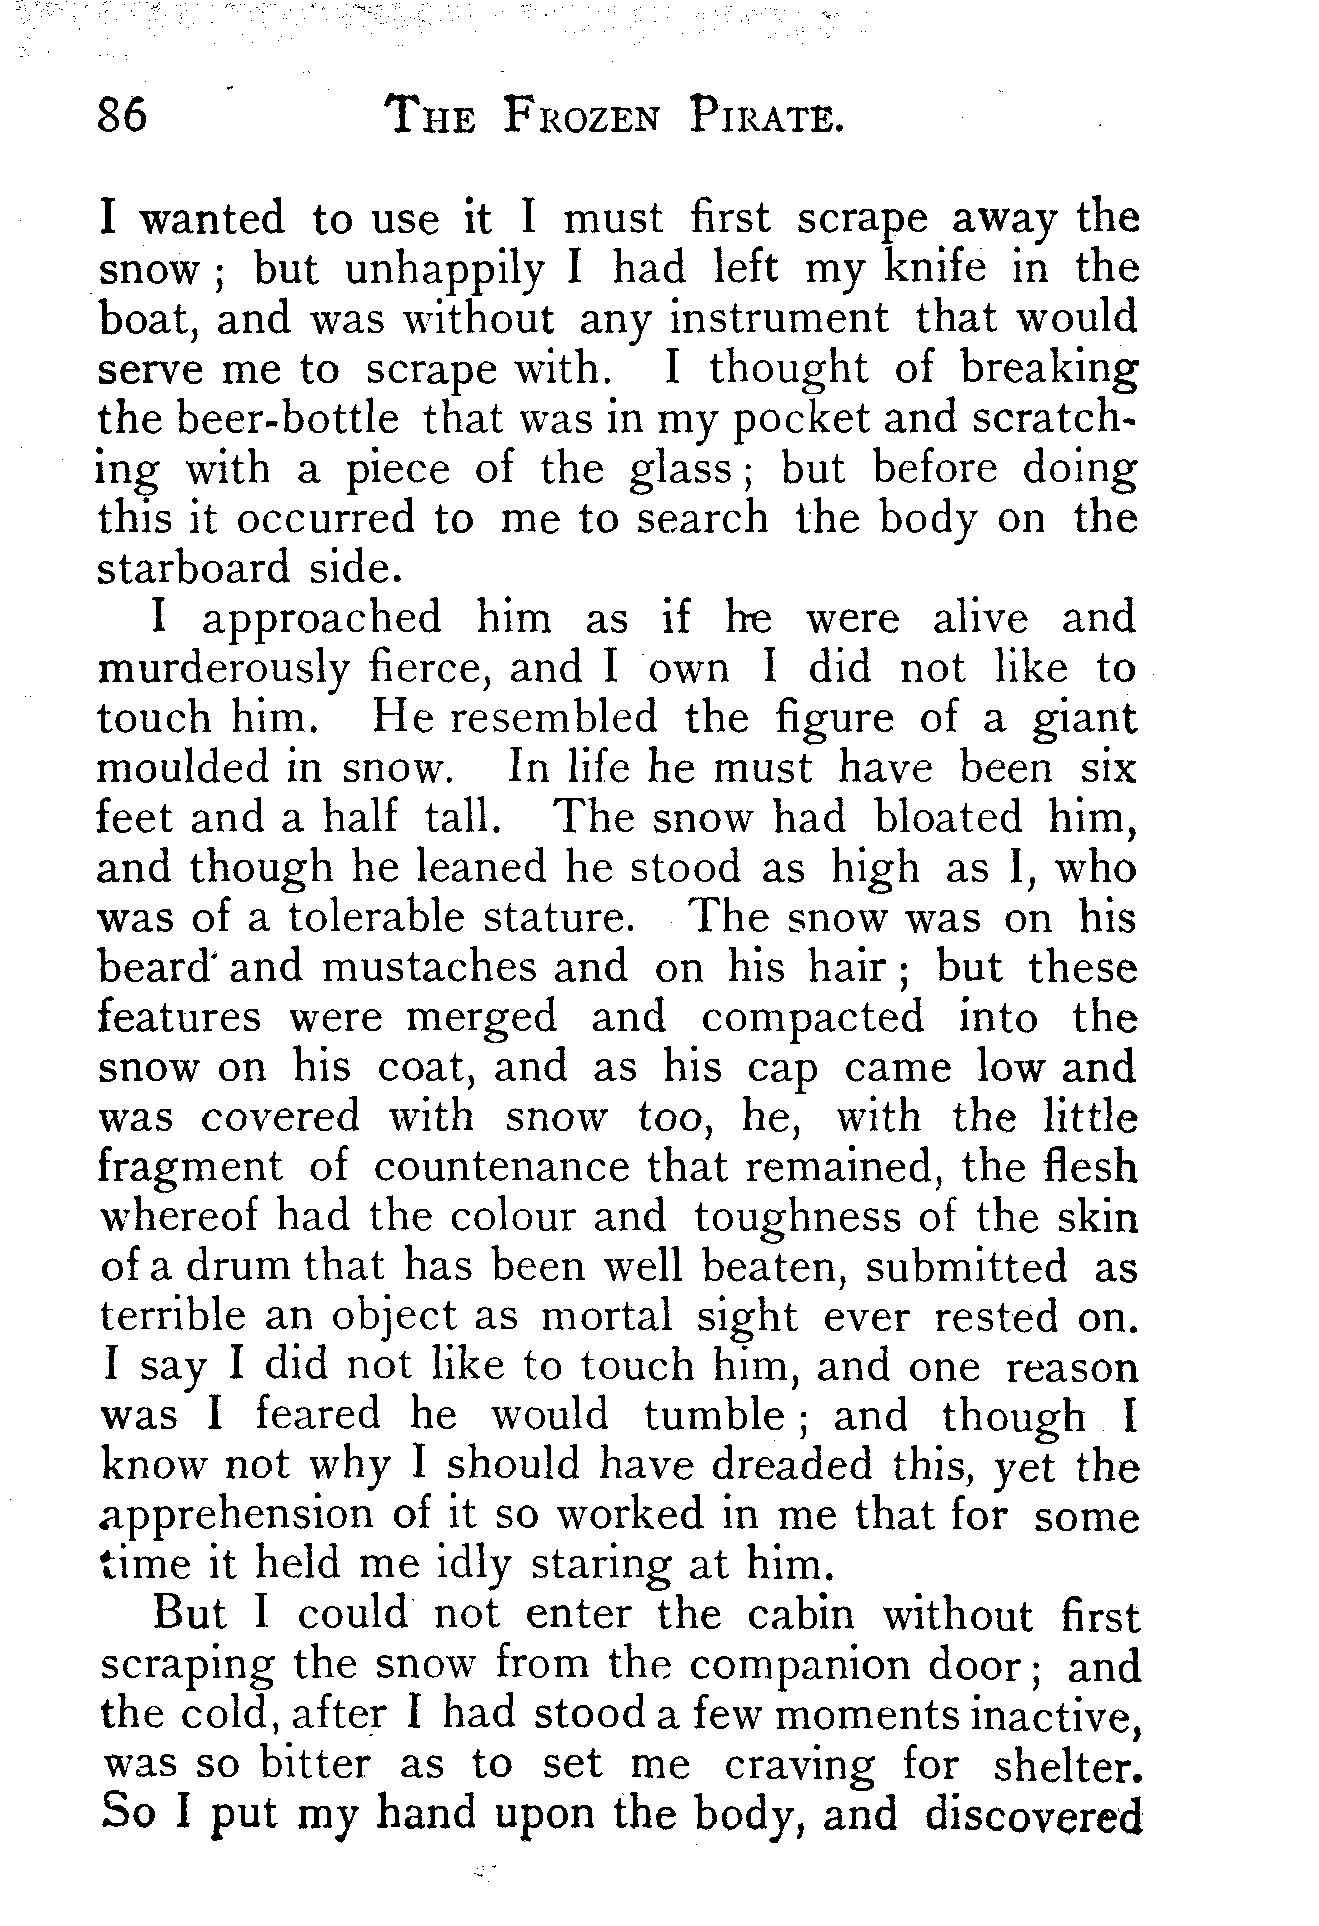 86 THE FROZEN PIRATE.
I wanted to use it I must first scrape away the
snow ; but unhappily I had left my knife in the
boat, and was without any instrument that would
serve me to scrape with. I thought of breaking
the beer-bottle that was in my pocket and scratch-
ing with a piece of the glass ; but before doing
this it occurred to me to search the body on the
starboard side.
I approached him as if he were alive and
murderously fierce, and I own I did not like to
touch him. He resembled the figure of a giant
moulded in snow. In life he must have been six
feet and a half tall. The snow had bloated him,
and though he leaned he stood as high as I, who
was of a tolerable stature. The snow was on his
beard and mustaches and on his hair ; but these
features were merged and compacted into the
snow on his coat, and as his cap came low and
was covered with snow too, he, with the little
fragment of countenance that remained, the flesh
whereof had the colour and toughness of the skin
of a drum that has been well beaten, submitted as
terrible an object as mortal sight ever rested on.
I say I did not like to touch him, and one reason
was I feared he would tumble ; and though I
know not why I should have dreaded this, yet the
apprehension of it so worked in me that for some
time it held me idly staring at him.
But I could not enter the cabin without first
scraping the snow from the companion door ; and
the cold, after I had stood a few moments inactive,
was so bitter as to set me craving for shelter.
So I put my hand upon the body, and discovered